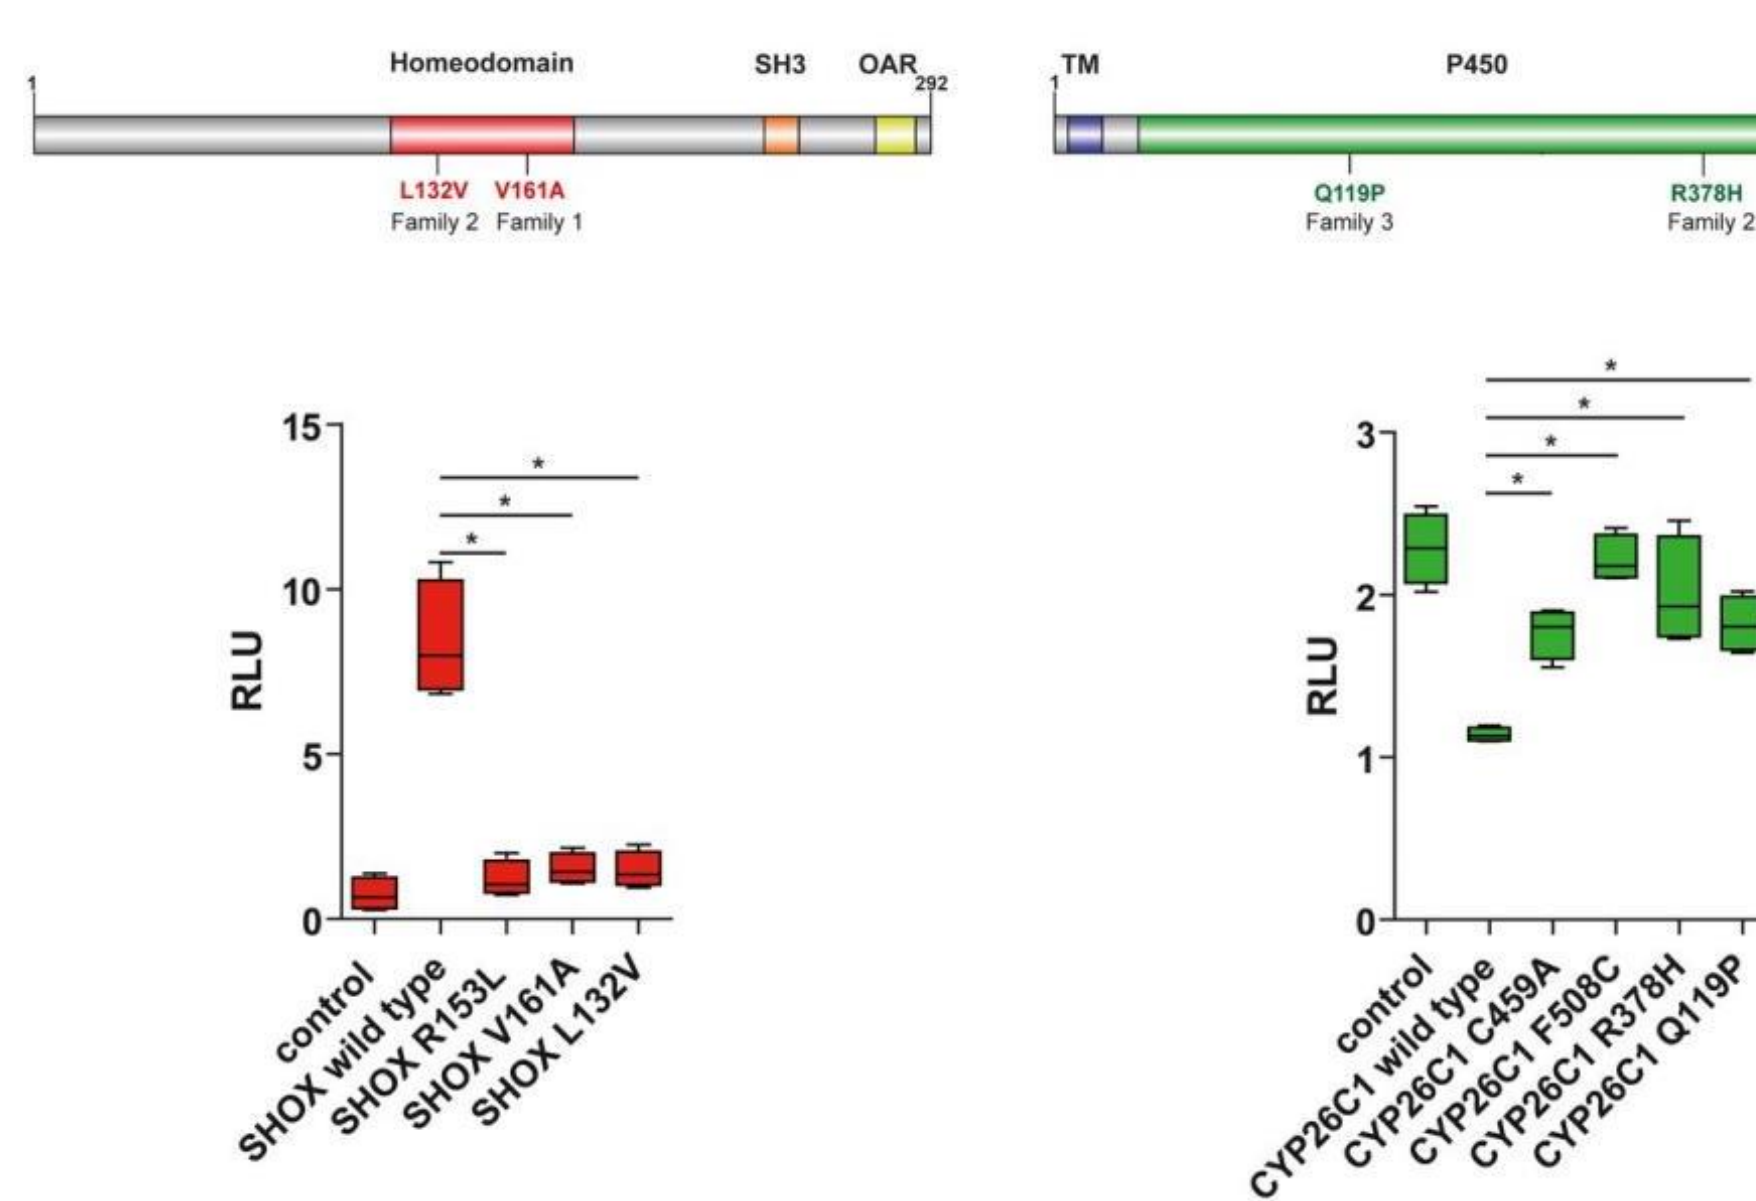 Homeodomain SH3 OAR
1 292
L132V V161A
Family 2 Family 1
TM P450
1
Q119P R378H
Family 3 Family 2
15
10
5
0
RLU
* 
*
*
control
SHOX wild type
SHOX R153L
SHOX V161A
SHOX L132V
3
2
1
0
RLU
*
*
*
*
control
CYP26C1 wild type
CYP26C1 C459A
CYP26C1 F508C
CYP26C1 R378H
CYP26C1 Q119P